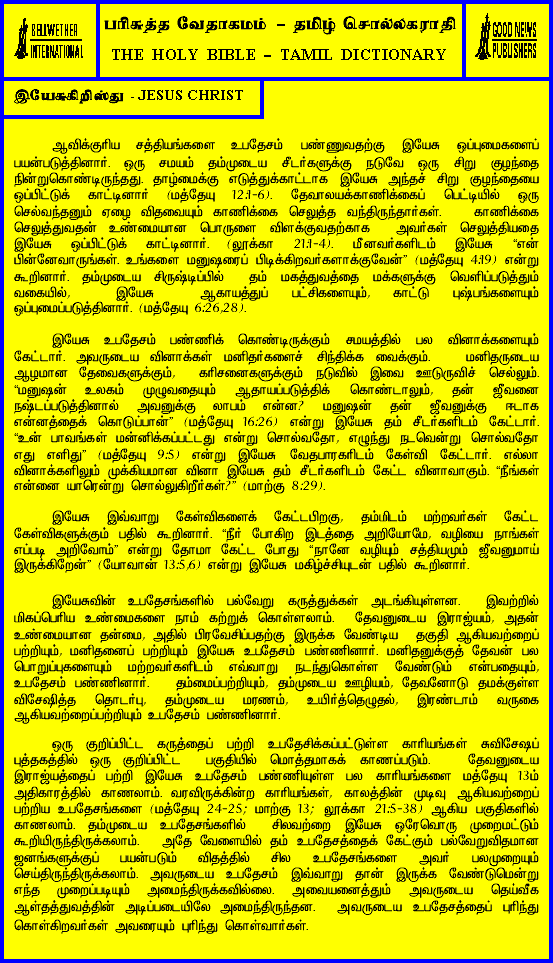 BELLWETHER
INTERNATIONAL
பரிசுத்த வேதாகமம் – தமிழ் சொல்லகராதி
THE HOLY BIBLE – TAMIL DICTIONARY
GOOD NEWS
PUBLISHERS
இயேசுகிறிஸ்து - JESUS CHRIST
ஆவிக்குரிய சத்தியங்களை உபதேசம் பண்ணுவதற்கு இயேசு ஒப்புமைகளைப்
பயன்படுத்தினார். ஒரு சமயம் தம்முடைய சீடர்களுக்கு நடுவே ஒரு சிறு குழந்தை
நின்றுகொண்டிருந்தது. தாழ்மைக்கு எடுத்துக்காட்டாக இயேசு அந்தச் சிறு குழந்தையை
ஒப்பிட்டுக் காட்டினார் (மத்தேயு 12:1-6). தேவாலயக்காணிக்கைப் பெட்டியில் ஒரு
செல்வந்தனும் ஏழை விதவையும் காணிக்கை செலுத்த வந்திருந்தார்கள். காணிக்கை
செலுத்துவதன் உண்மையான பொருளை விளக்குவதற்காக அவர்கள் செலுத்தியதை
இயேசு ஒப்பிட்டுக் காட்டினார். (லூக்கா 21:1-4). மீனவர்களிடம் இயேசு “என்
பின்னேவாருங்கள். உங்களை மனுஷரைப் பிடிக்கிறவர்களாக்குவேன்” (மத்தேயு 4:19) என்று
கூறினார். தம்முடைய சிருஷ்டிப்பில் தம் மகத்துவத்தை மக்களுக்கு வெளிப்படுத்தும்
வகையில், இயேசு ஆகாயத்துப் பட்சிகளையும், காட்டு புஷ்பங்களையும்
ஒப்புமைப்படுத்தினார். (மத்தேயு 6:26,28).
இயேசு உபதேசம் பண்ணிக் கொண்டிருக்கும் சமயத்தில் பல வினாக்களையும்
கேட்டார். அவருடைய வினாக்கள் மனிதர்களைச் சிந்திக்க வைக்கும். மனிதருடைய
ஆழமான தேவைகளுக்கும், கரிசனைகளுக்கும் நடுவில் இவை ஊடுருவிச் செல்லும்.
“மனுஷன் உலகம் முழுவதையும் ஆதாயப்படுத்திக் கொண்டாலும், தன் ஜீவனை
நஷ்டப்படுத்தினால் அவனுக்கு லாபம் என்ன? மனுஷன் தன் ஜீவனுக்கு ஈடாக
என்னத்தைக் கொடுப்பான்” (மத்தேயு 16:26) என்று இயேசு தம் சீடர்களிடம் கேட்டார்.
“உன் பாவங்கள் மன்னிக்கப்பட்டது என்று சொல்வதோ, எழுந்து நடவென்று சொல்வதோ
எது எளிது” (மத்தேயு 9:5) என்று இயேசு வேதபாரகரிடம் கேள்வி கேட்டார். எல்லா
வினாக்களிலும் முக்கியமான வினா இயேசு தம் சீடர்களிடம் கேட்ட வினாவாகும். “நீங்கள்
என்னை யாரென்று சொல்லுகிறீர்கள்?” (மாற்கு 8:29).
இயேசு இவ்வாறு கேள்விகளைக் கேட்டபிறகு, தம்மிடம் மற்றவர்கள் கேட்ட
கேள்விகளுக்கும் பதில் கூறினார். “நீர் போகிற இடத்தை அறியோமே, வழியை நாங்கள்
எப்படி அறிவோம்” என்று தோமா கேட்ட போது “நானே வழியும் சத்தியமும் ஜீவனுமாய்
இருக்கிறேன்” (யோவான் 13:5,6) என்று இயேசு மகிழ்ச்சியுடன் பதில் கூறினார்.
இயேசுவின் உபதேசங்களில் பல்வேறு கருத்துக்கள் அடங்கியுள்ளன. இவற்றில்
மிகப்பெரிய உண்மைகளை நாம் கற்றுக் கொள்ளலாம். தேவனுடைய இராஜ்யம், அதன்
உண்மையான தன்மை, அதில் பிரவேசிப்பதற்கு இருக்க வேண்டிய தகுதி ஆகியவற்றைப்
பற்றியும், மனிதனைப் பற்றியும் இயேசு உபதேசம் பண்ணினார். மனிதனுக்குத் தேவன் பல
பொறுப்புகளையும் மற்றவர்களிடம் எவ்வாறு நடந்துகொள்ள வேண்டும் என்பதையும்,
உபதேசம் பண்ணினார். தம்மைப்பற்றியும், தம்முடைய ஊழியம், தேவனோடு தமக்குள்ள
விசேஷித்த தொடர்பு, தம்முடைய மரணம், உயிர்த்தெழுதல், இரண்டாம் வருகை
ஆகியவற்றைப்பற்றியும் உபதேசம் பண்ணினார்.
ஒரு குறிப்பிட்ட கருத்தைப் பற்றி உபதேசிக்கப்பட்டுள்ள காரியங்கள் சுவிசேஷப்
புத்தகத்தில் ஒரு குறிப்பிட்ட பகுதியில் மொத்தமாகக் காணப்படும். தேவனுடைய
இராஜ்யத்தைப் பற்றி இயேசு உபதேசம் பண்ணியுள்ள பல காரியங்களை மத்தேயு 13ம்
அதிகாரத்தில் காணலாம். வரவிருக்கின்ற காரியங்கள், காலத்தின் முடிவு ஆகியவற்றைப்
பற்றிய உபதேசங்களை (மத்தேயு 24-25; மாற்கு 13; லூக்கா 21:5-38) ஆகிய பகுதிகளில்
காணலாம். தம்முடைய உபதேசங்களில் சிலவற்றை இயேசு ஒரேவொரு முறைமட்டும்
கூறியிருந்திருக்கலாம். அதே வேளையில் தம் உபதேசத்தைக் கேட்கும் பல்வேறுவிதமான
ஜனங்களுக்குப் பயன்படும் விதத்தில் சில உபதேசங்களை அவர் பலமுறையும்
செய்திருந்திருக்கலாம். அவருடைய உபதேசம் இவ்வாறு தான் இருக்க வேண்டுமென்று
எந்த முறைப்படியும் அமைந்திருக்கவில்லை. அவையனைத்தும் அவருடைய தெய்வீக
ஆள்தத்துவத்தின் அடிப்படையிலே அமைந்திருந்தன. அவருடைய உபதேசத்தைப் புரிந்து
கொள்கிறவர்கள் அவரையும் புரிந்து கொள்வார்கள்.